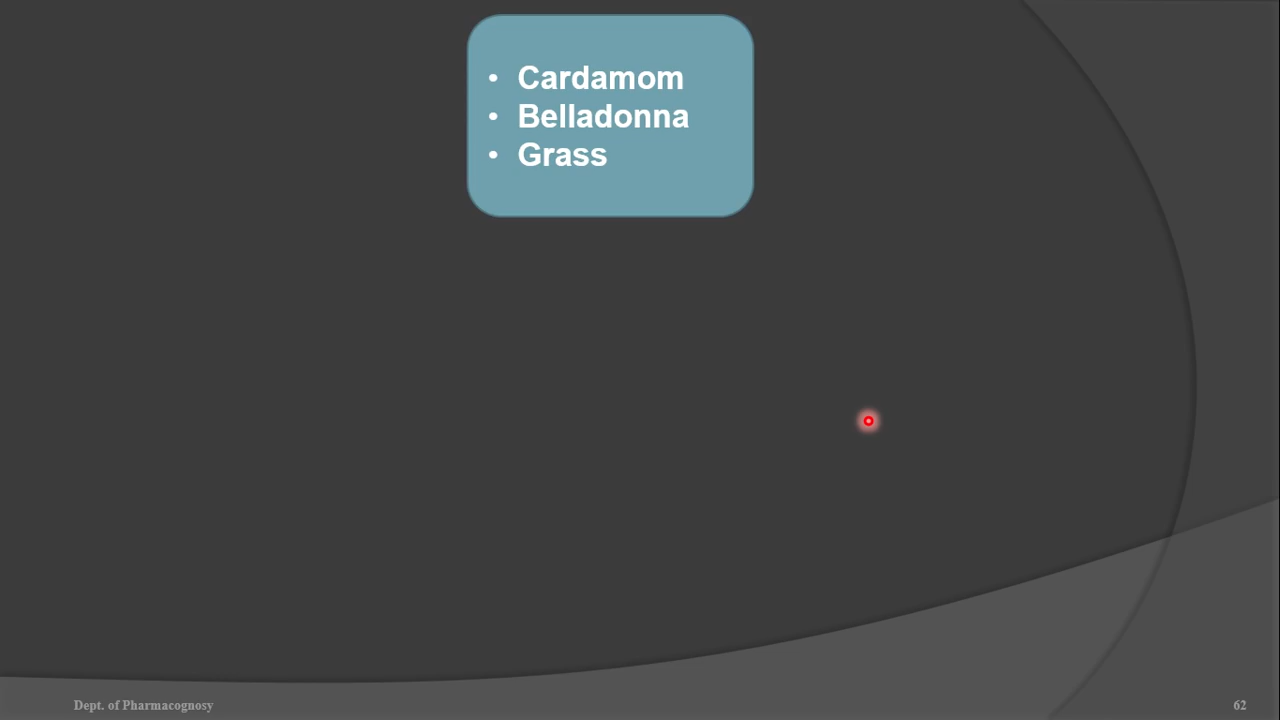 • Cardamom
• Belladonna
• Grass
Dept. of Pharmacognosy
62